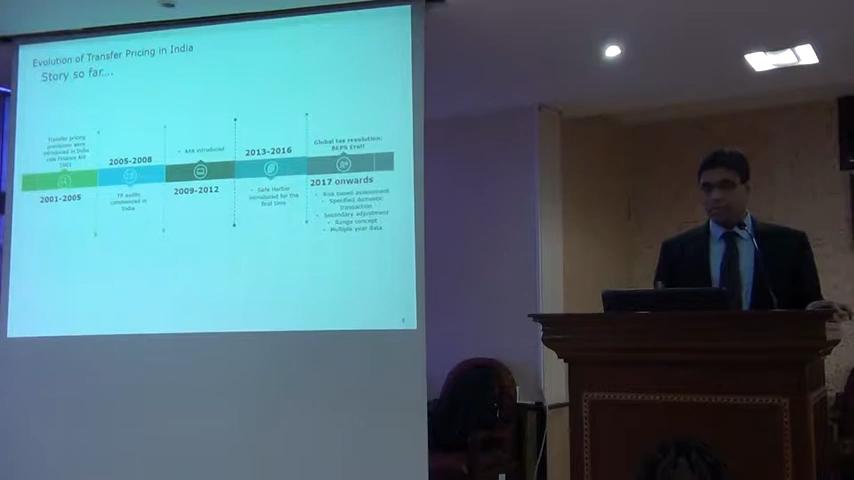 Evolution of Transfer Pricing in India
Story so far....
Transfer pricing
provisions were
introduced in India
vide Finance Act
2001
2001-2005
2005-2008
TP audits
commenced in
India
APA introduced
2009-2012
2013-2016
Safe Harbor
introduced for the
first time
Global tax revolution:
BEPS Era!!
2017 onwards
• Risk based assessment
• Specified domestic
transaction
• Secondary adjustment
• Range concept
• Multiple year data